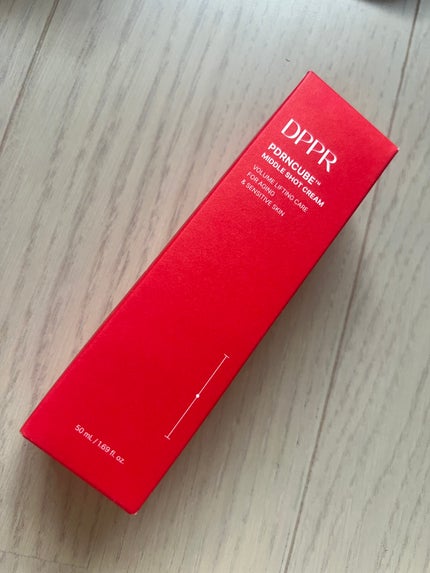 DPPR
PDRNCUBE™
MIDDLE SHOT CREAM
VOLUME LIFTING CARE
FOR AGING
& SENSITIVE SKIN
50 mL / 1.69 fl. oz.